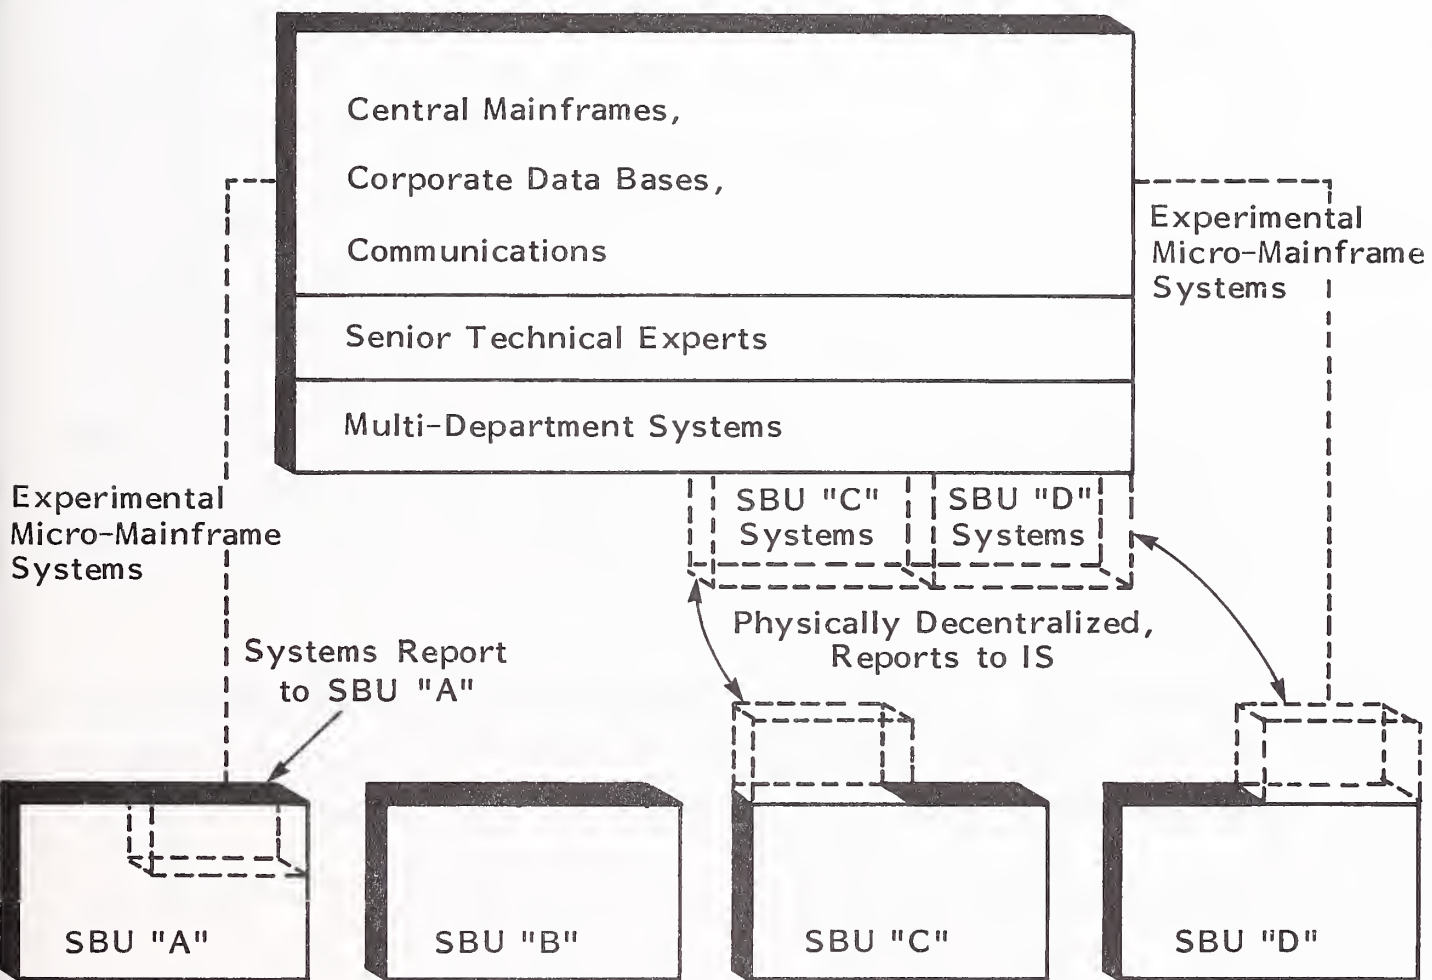 Central Mainframes,
Corporate Data Bases,
Communications
Senior Technical Experts
Multi-Department Systems
Experimental
Micro-Mainframe
Systems
Experimental
Micro-Mainframe
Systems
SBU "C"
Systems
SBU "D"
Systems
Physically Decentralized,
Reports to IS
Systems Report
to SBU "A"
SBU "A"
SBU "B"
SBU "C"
SBU "D"